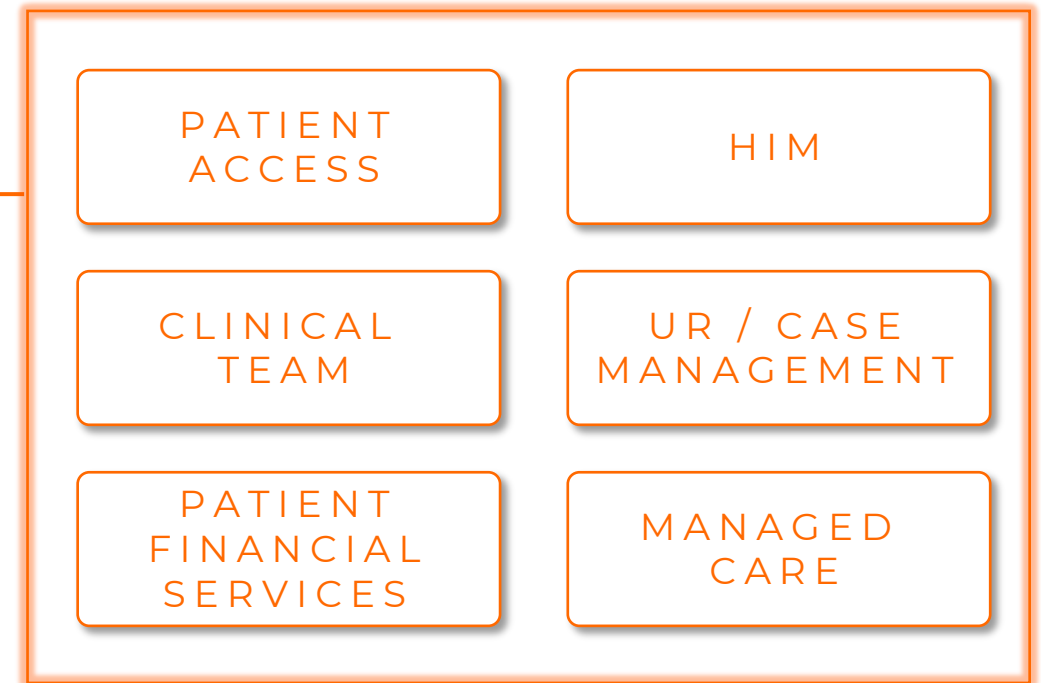 PATIENT
ACCESS
HIM
CLINICAL
TEAM
UR / CASE
MANAGEMENT
PATIENT
FINANCIAL
SERVICES
MANAGED
CARE